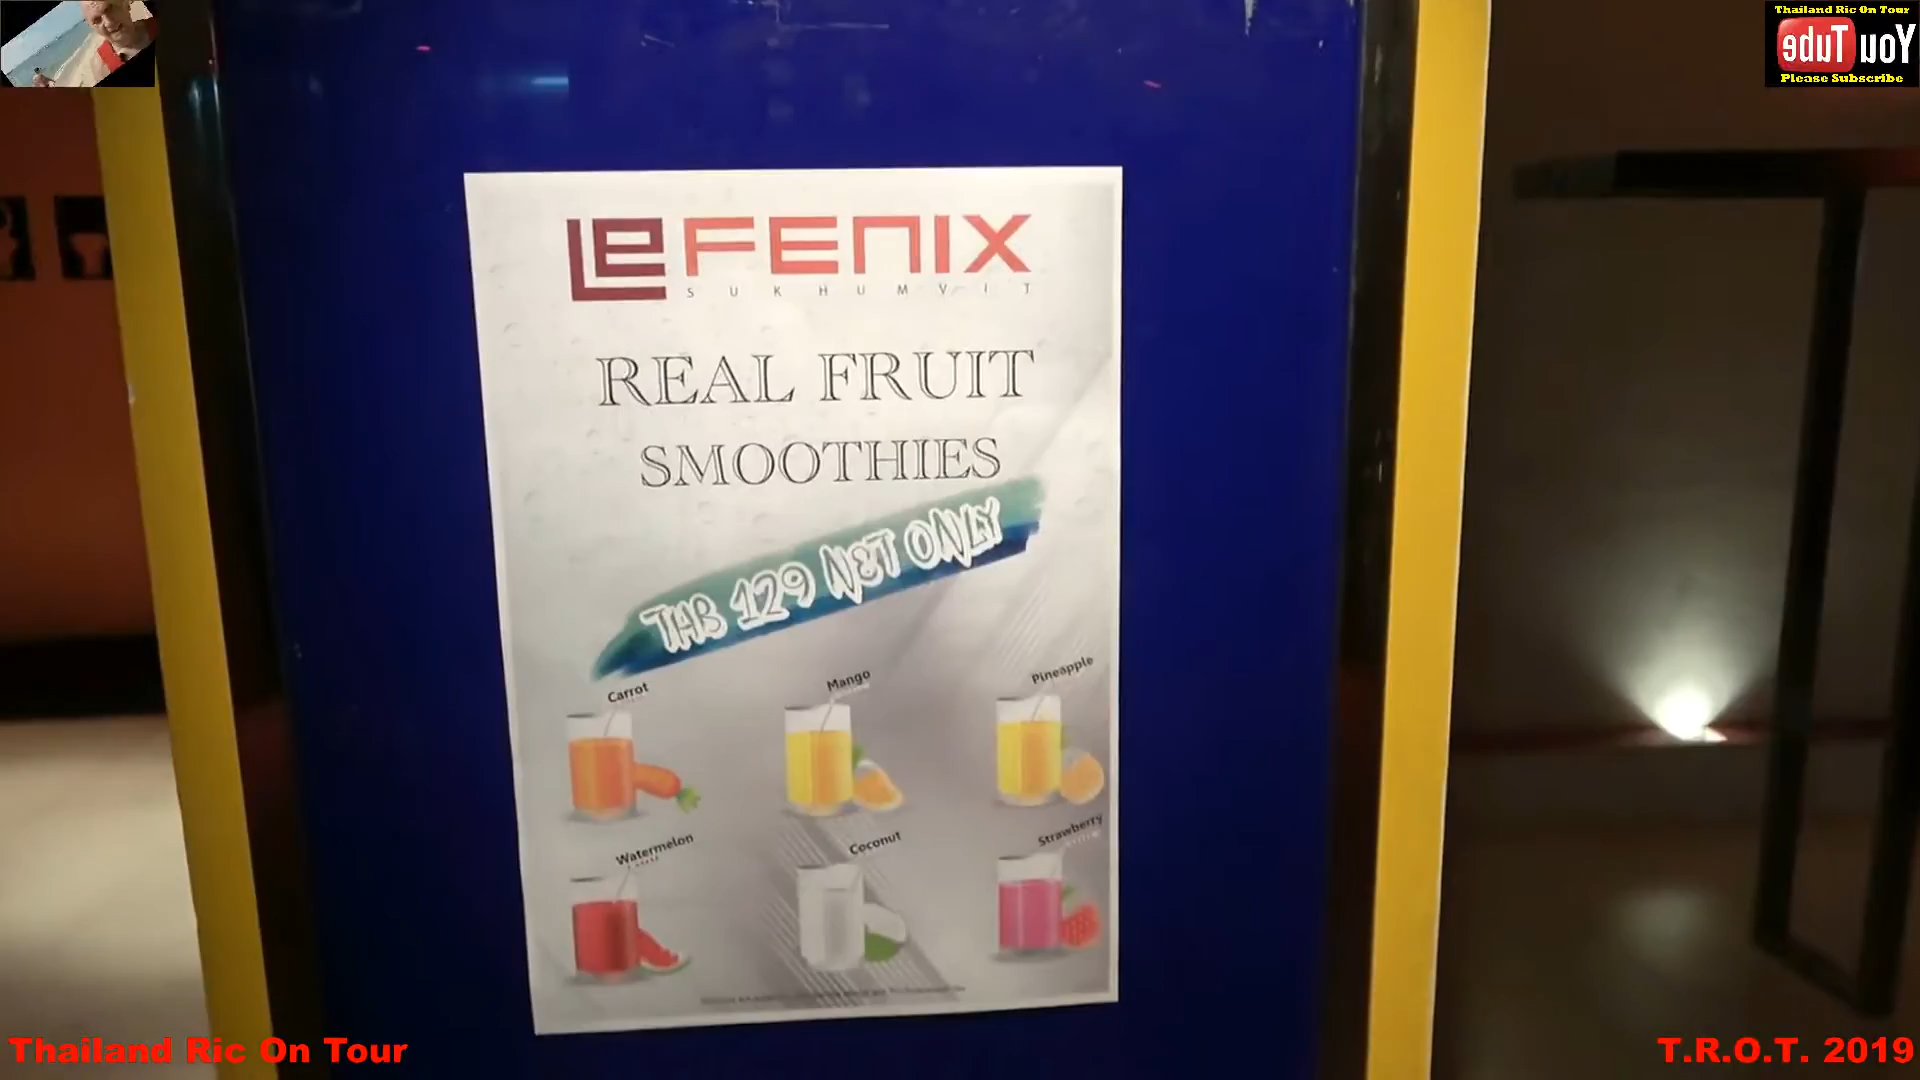 Thailand Ric On Tour
You Tube
Please Subscribe
Le FENIX
SUKHUMVIT
REAL FRUIT
SMOOTHIES
THB 129 NET ONLY
Carrot
Mango
Pineapple
Watermelon
Coconut
Strawberry
Thailand Ric On Tour
T.R.O.T. 2019